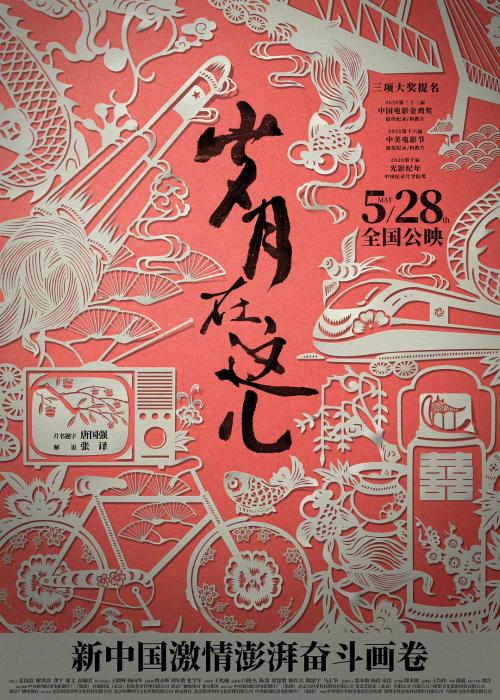 三项大奖提名
2020第三十三届
中国电影金鸡奖
最佳纪录/科教片
2020第十六届
中美电影节
最佳纪录/科教片
2020第十届
光影纪年
中国纪录片学院奖
5/28th
MAY
全国公映
岁月在这儿
片名题字 唐国强
解 说 张 译
囍
新中国激情澎湃奋斗画卷